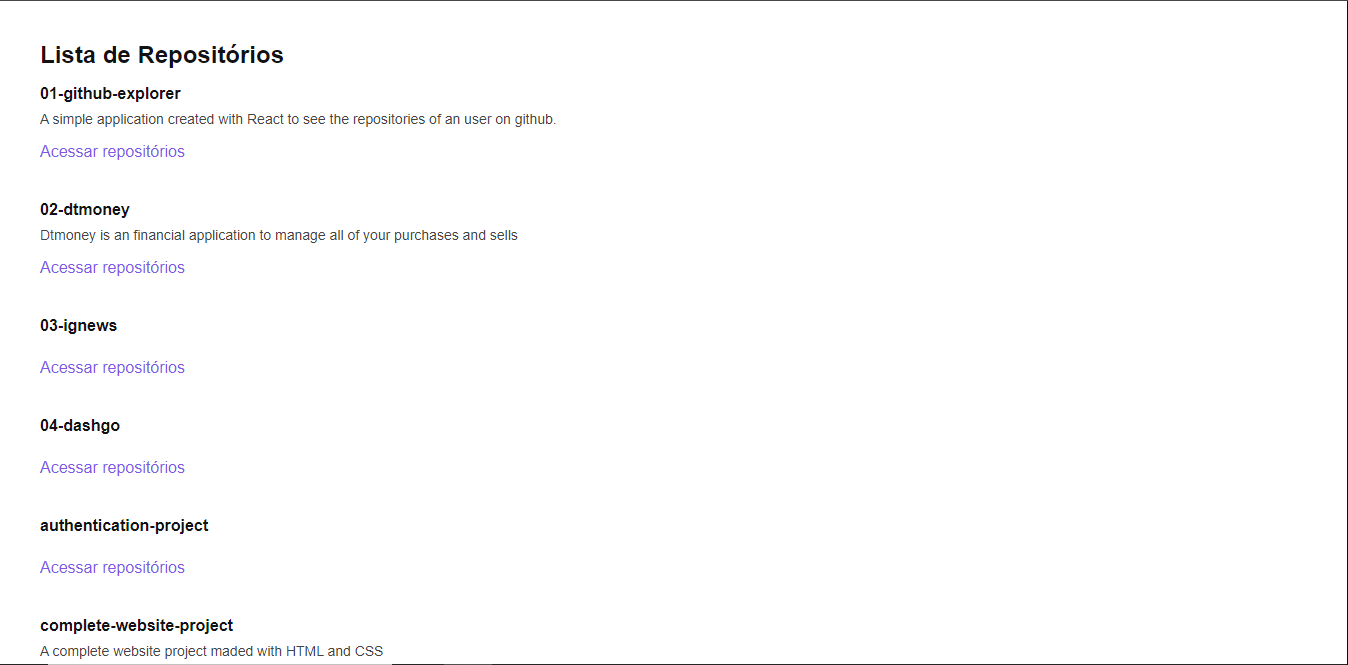 Lista de Repositórios
01-github-explorer
A simple application created with React to see the repositories of an user on github.
Acessar repositórios
02-dtmoney
Dtmoney is an financial application to manage all of your purchases and sells
Acessar repositórios
03-ignews
Acessar repositórios
04-dashgo
Acessar repositórios
authentication-project
Acessar repositórios
complete-website-project
A complete website project maded with HTML and CSS